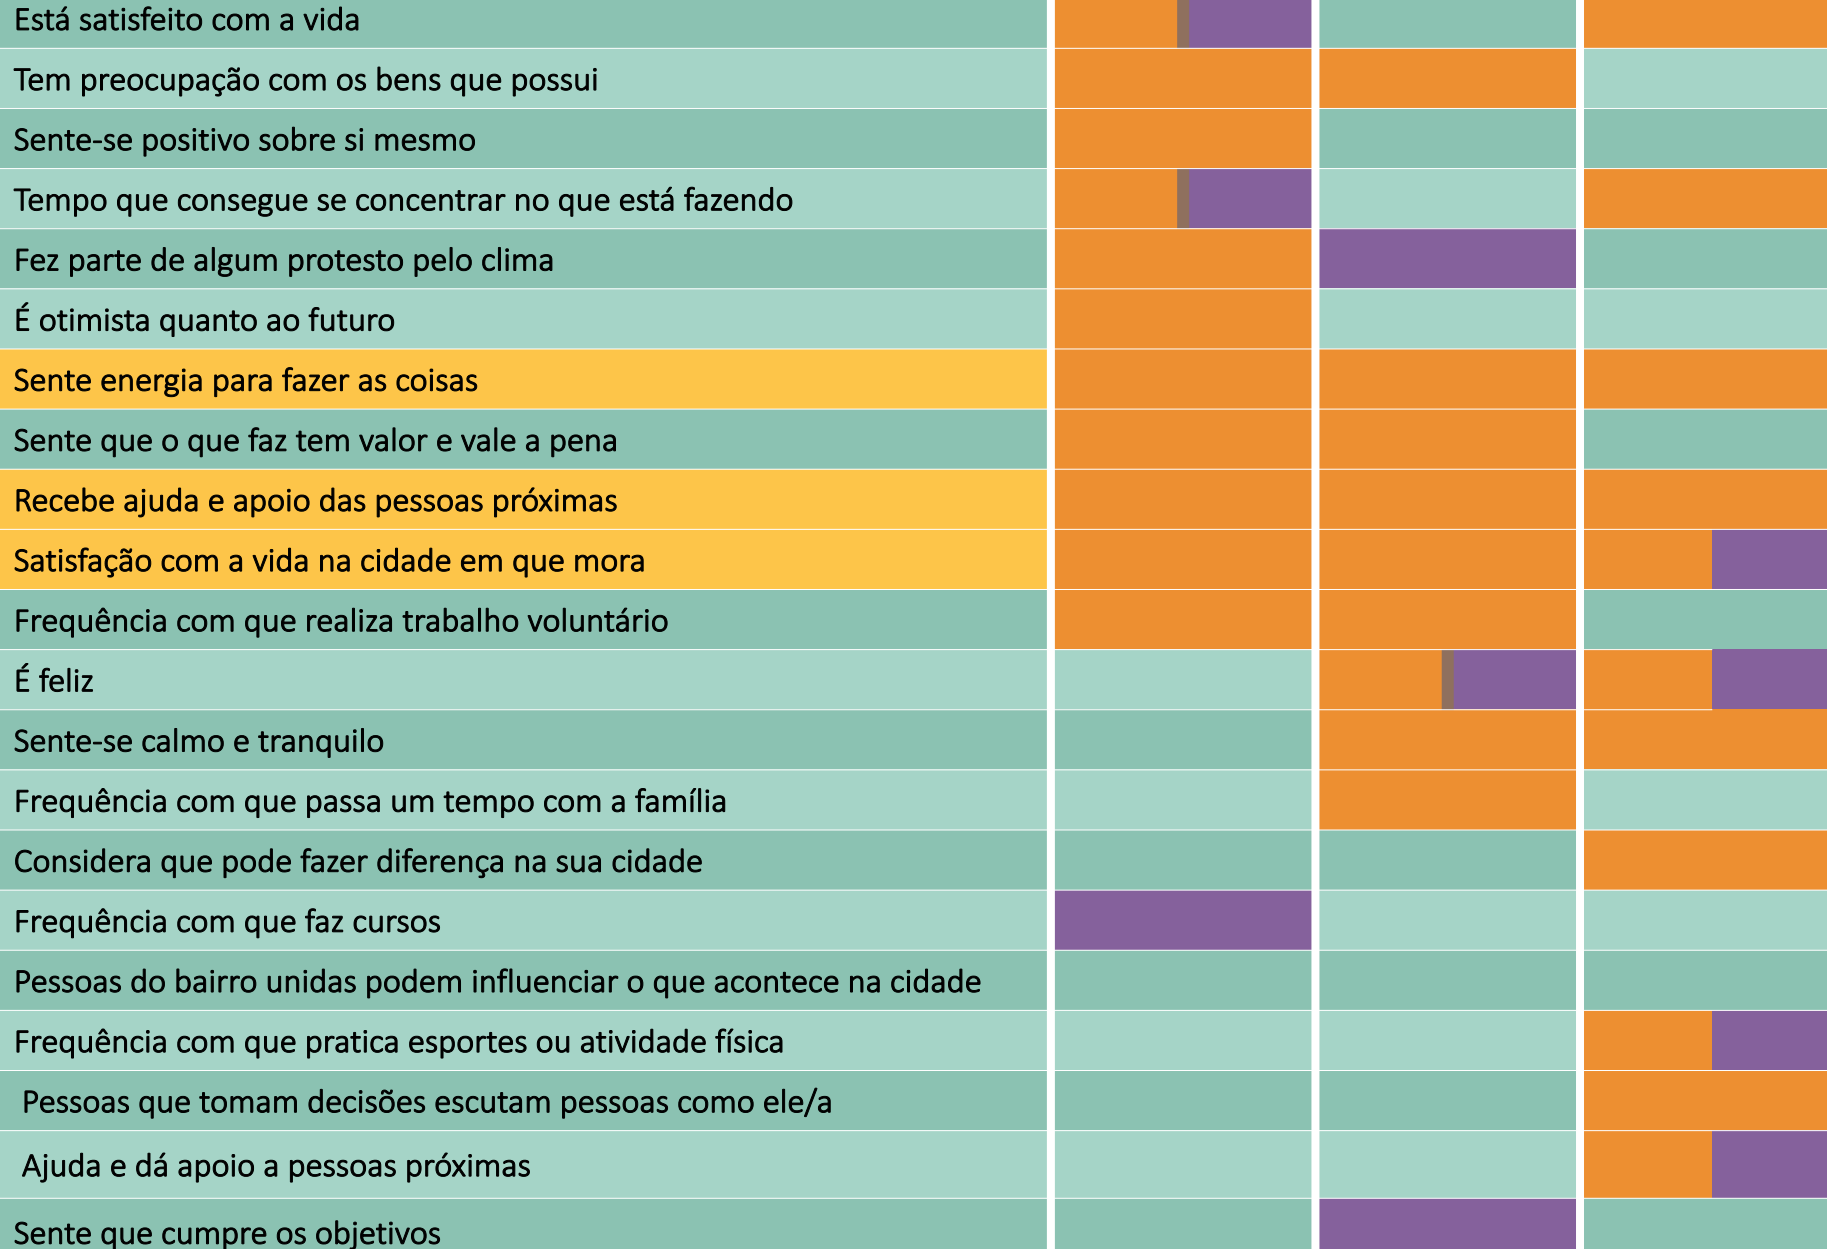 Está satisfeito com a vida
Tem preocupação com os bens que possui
Sente-se positivo sobre si mesmo
Tempo que consegue se concentrar no que está fazendo
Fez parte de algum protesto pelo clima
É otimista quanto ao futuro
Sente energia para fazer as coisas
Sente que o que faz tem valor e vale a pena
Recebe ajuda e apoio das pessoas próximas
Satisfação com a vida na cidade em que mora
Frequência com que realiza trabalho voluntário
É feliz
Sente-se calmo e tranquilo
Frequência com que passa um tempo com a família
Considera que pode fazer diferença na sua cidade
Frequência com que faz cursos
Pessoas do bairro unidas podem influenciar o que acontece na cidade
Frequência com que pratica esportes ou atividade física
Pessoas que tomam decisões escutam pessoas como ele/a
Ajuda e dá apoio a pessoas próximas
Sente que cumpre os objetivos